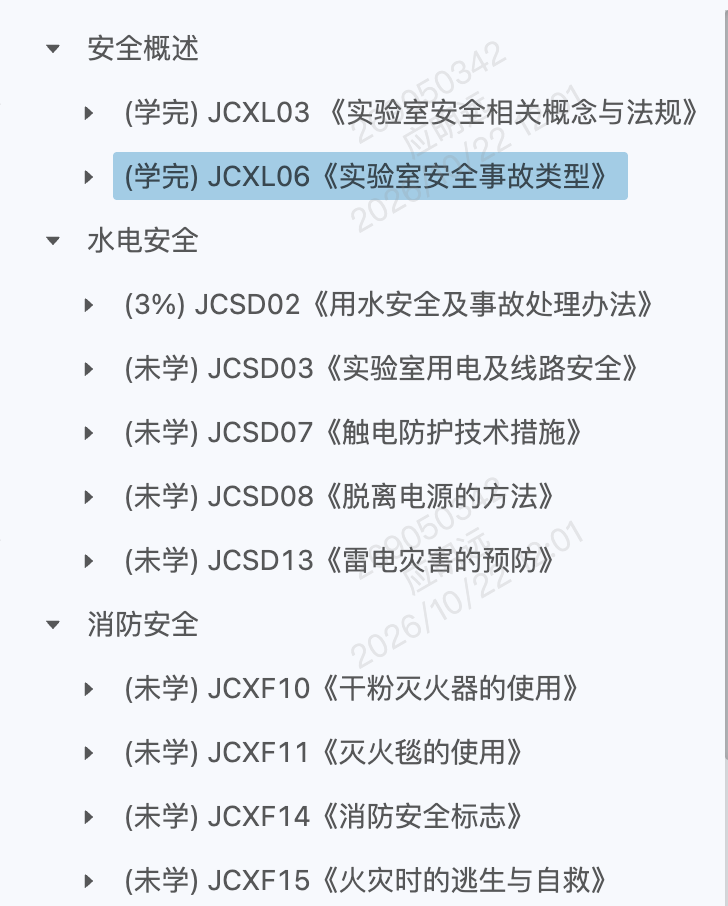 安全概述
(学完) JCXL03 《实验室安全相关概念与法规》
(学完) JCXL06《实验室安全事故类型》
水电安全
(3%) JCSD02《用水安全及事故处理办法》
(未学) JCSD03《实验室用电及线路安全》
(未学) JCSD07《触电防护技术措施》
(未学) JCSD08《脱离电源的方法》
(未学) JCSD13《雷电灾害的预防》
消防安全
(未学) JCXF10《干粉灭火器的使用》
(未学) JCXF11《灭火毯的使用》
(未学) JCXF14《消防安全标志》
(未学) JCXF15《火灾时的逃生与自救》